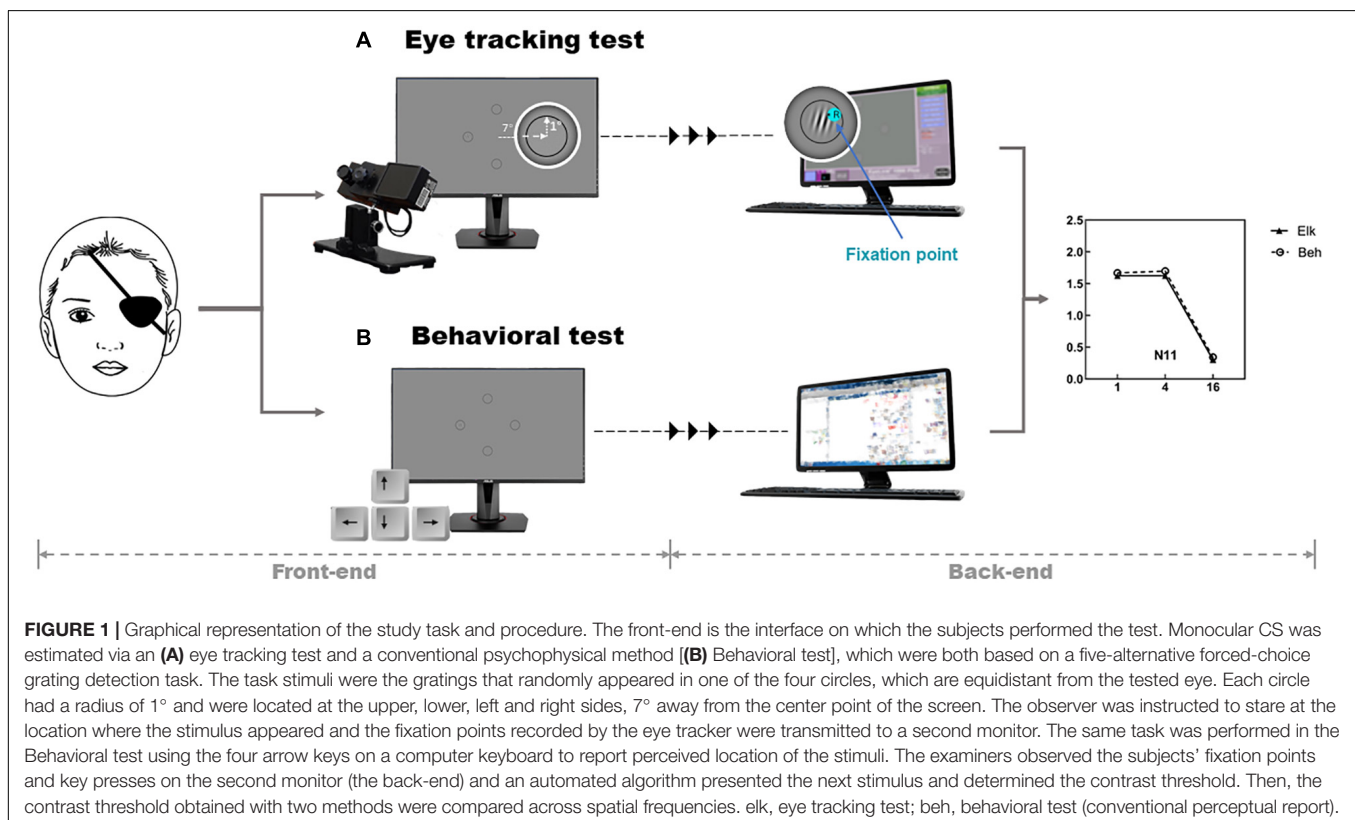 A Eye tracking test
7° 1°
R
Fixation point
B Behavioral test
2.5
2.0
1.5
1.0
0.5
0.0
1 4 16
N11
Elk
Beh
Front-end
Back-end
FIGURE 1 | Graphical representation of the study task and procedure. The front-end is the interface on which the subjects performed the test. Monocular CS was
estimated via an (A) eye tracking test and a conventional psychophysical method [(B) Behavioral test], which were both based on a five-alternative forced-choice
grating detection task. The task stimuli were the gratings that randomly appeared in one of the four circles, which are equidistant from the tested eye. Each circle
had a radius of 1° and were located at the upper, lower, left and right sides, 7° away from the center point of the screen. The observer was instructed to stare at the
location where the stimulus appeared and the fixation points recorded by the eye tracker were transmitted to a second monitor. The same task was performed in the
Behavioral test using the four arrow keys on a computer keyboard to report perceived location of the stimuli. The examiners observed the subjects' fixation points
and key presses on the second monitor (the back-end) and an automated algorithm presented the next stimulus and determined the contrast threshold. Then, the
contrast threshold obtained with two methods were compared across spatial frequencies. elk, eye tracking test; beh, behavioral test (conventional perceptual report).